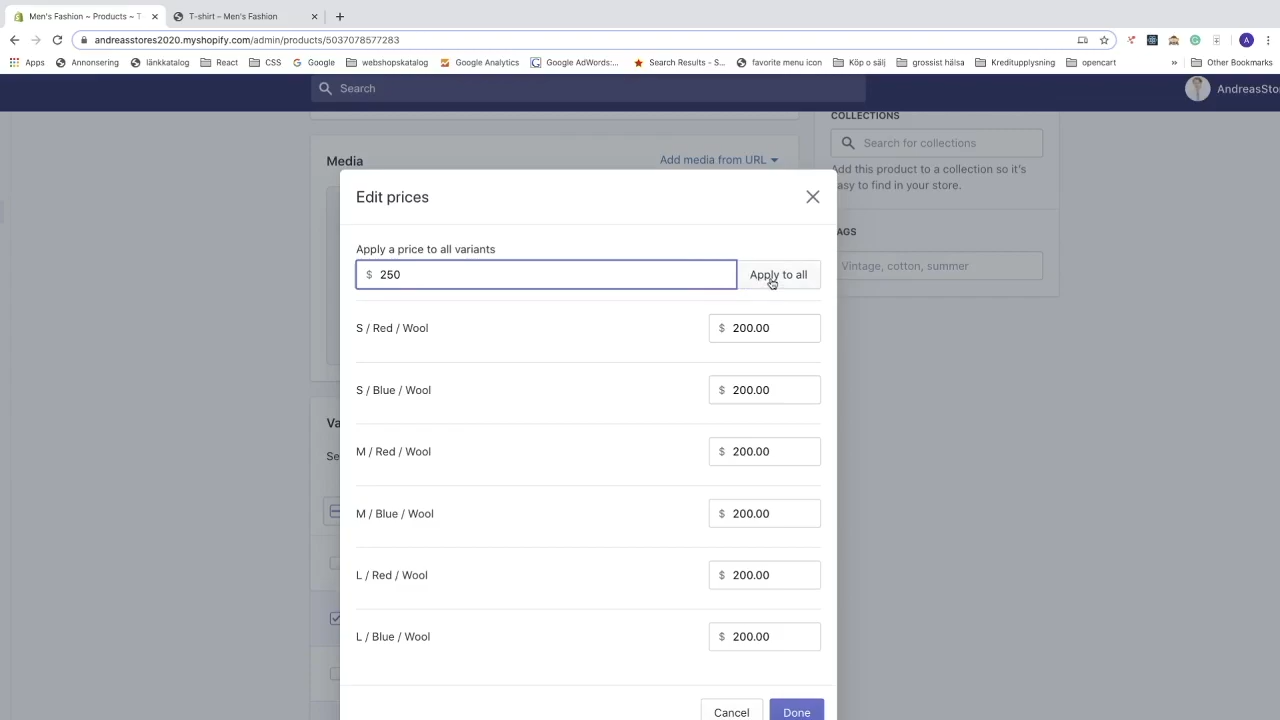 Men's Fashion ~ Products ~ T
T-shirt – Men's Fashion
andreasstores2020.myshopify.com/admin/products/5037078577283
A
Apps
Annonsering
länkkatalog
React
CSS
Google
webshopskatalog
Google Analytics
Google AdWords:...
Search Results - S...
favorite menu icon
Köp o sälj
grossist hälsa
Kreditupplysning
opencart
»
Other Bookmarks
Search
AndreasSto
COLLECTIONS
Search for collections
Add this product to a collection so it's
easy to find in your store.
AGS
Vintage, cotton, summer
Media
Add media from URL
Va
Se
Edit prices
Apply a price to all variants
$ 250
Apply to all
S / Red / Wool
$ 200.00
S / Blue / Wool
$ 200.00
M / Red / Wool
$ 200.00
M / Blue / Wool
$ 200.00
L / Red / Wool
$ 200.00
L / Blue / Wool
$ 200.00
Cancel
Done